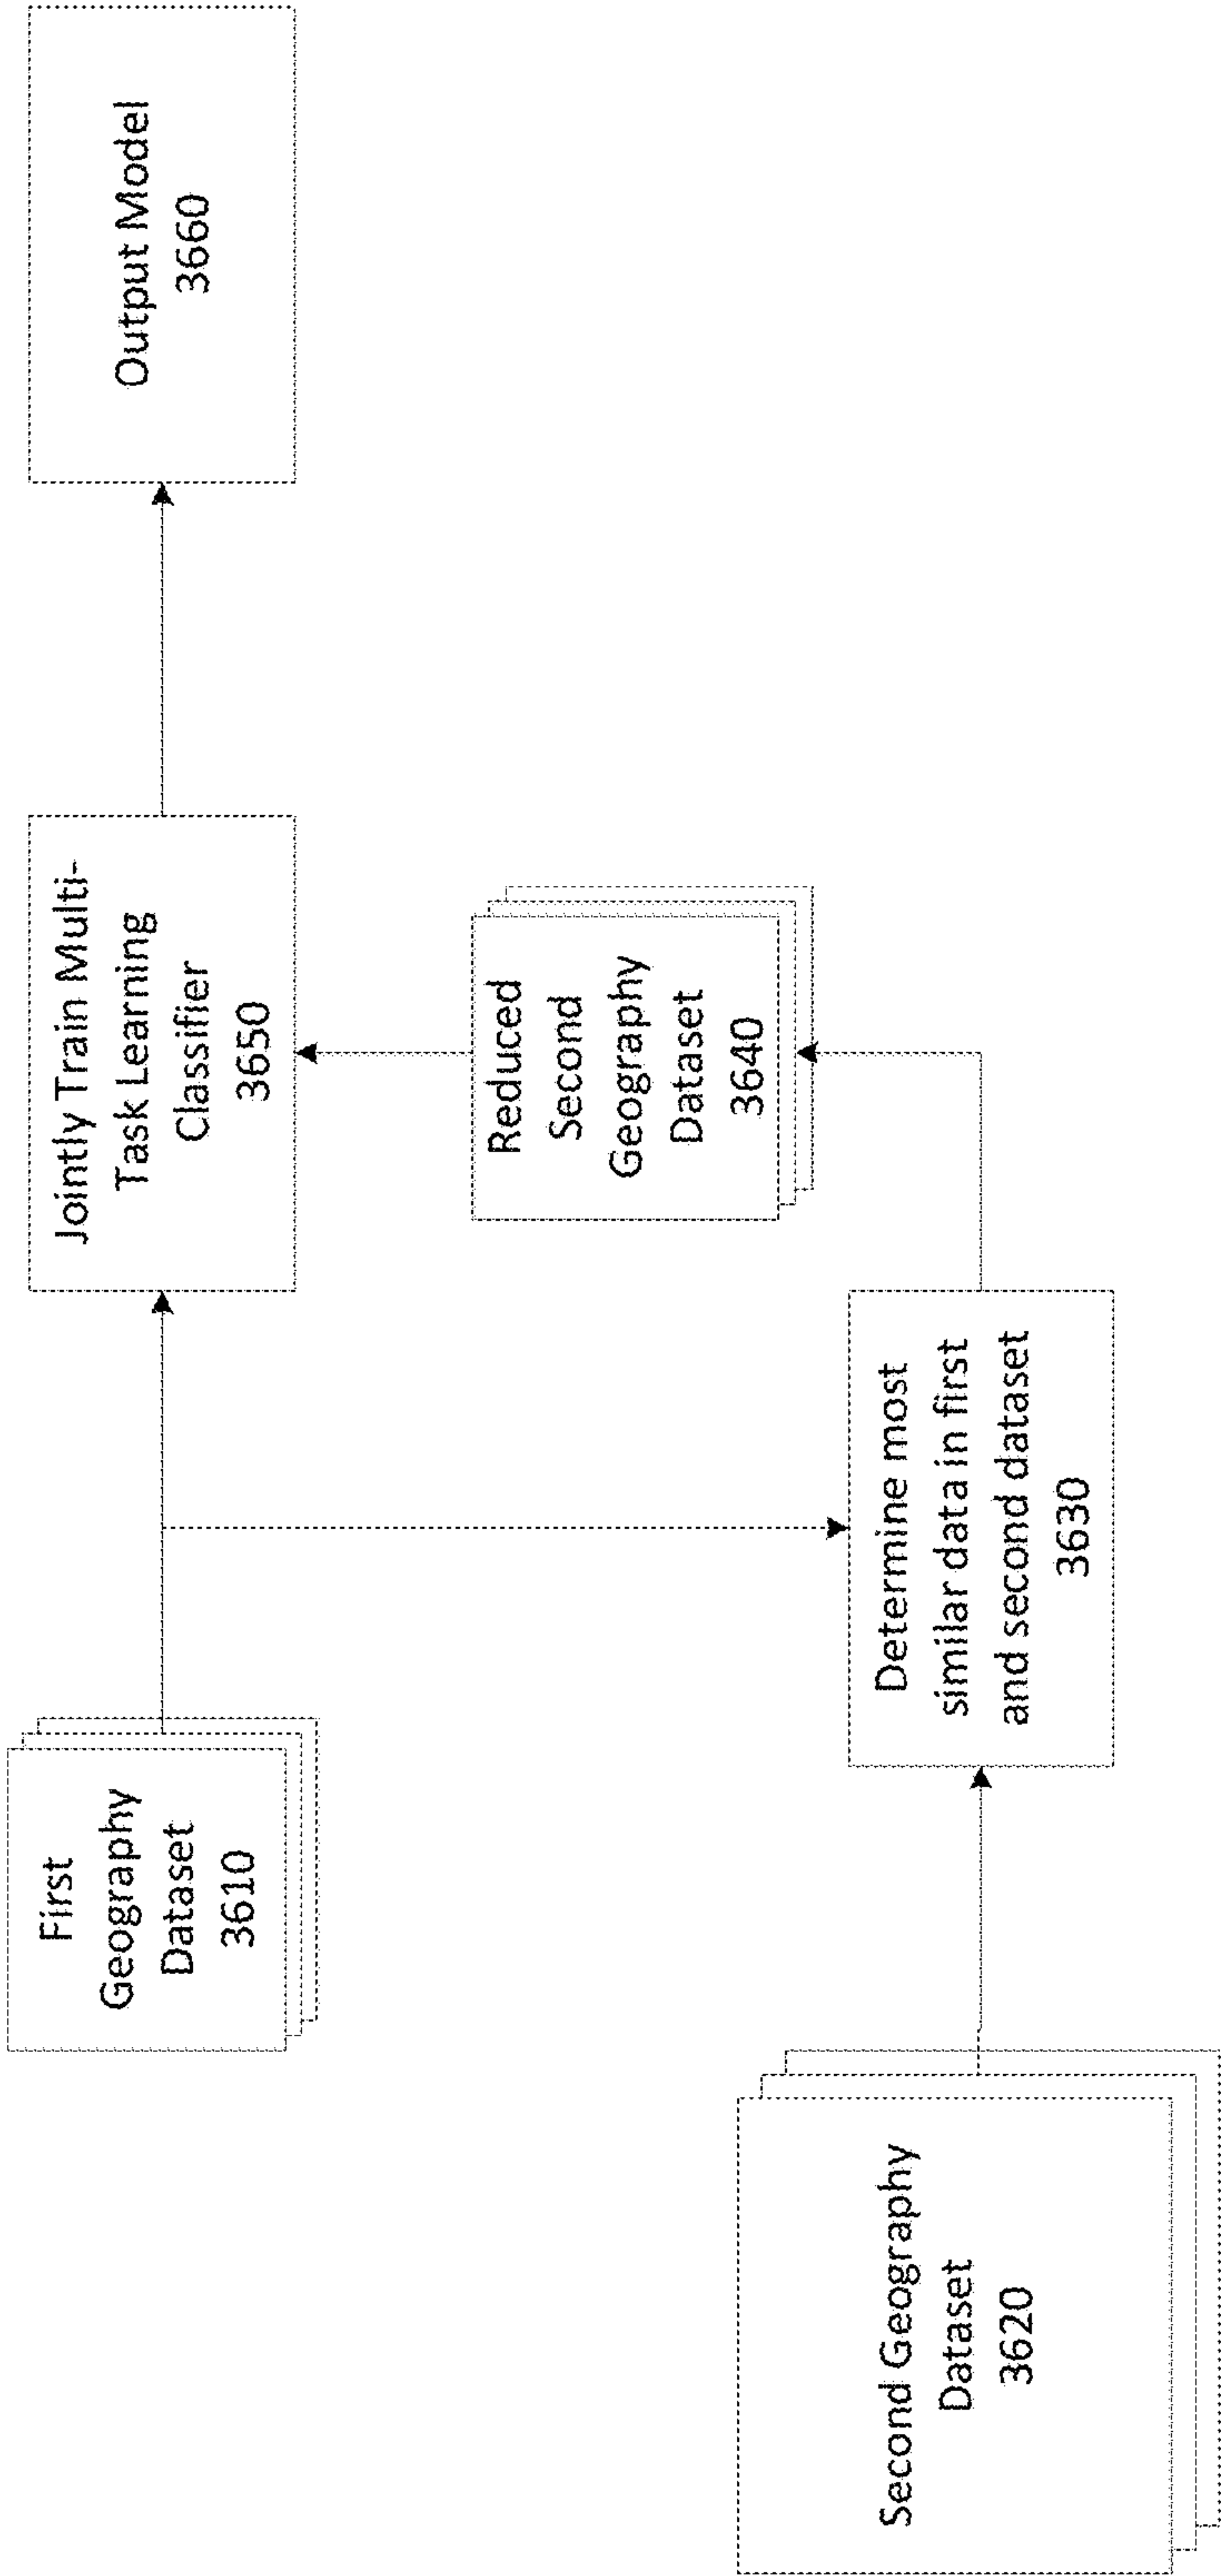 First
Geography
Dataset
3610
Jointly Train Multi-
Task Learning
Classifier
3650
Output Model
3660
Reduced
Second
Geography
Dataset
3640
Second Geography
Dataset
3620
Determine most
similar data in first
and second dataset
3630